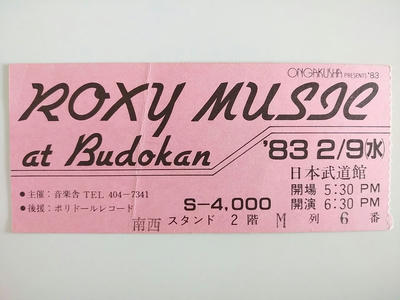 ONGAKUSHA PRESENTS '83
ROXY MUSIC
at Budokan
'83 2/9㊌
日本武道館
●主催：音楽舎 TEL 404-7341
開場 5:30 PM
●後援：ポリドールレコード
S-4,000
開演 6:30 PM
南西 スタンド 2階 M 列 6 番